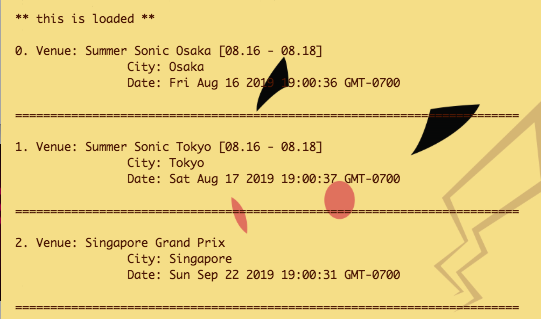 ** this is loaded **
0. Venue: Summer Sonic Osaka [08.16 - 08.18]
City: Osaka
Date: Fri Aug 16 2019 19:00:36 GMT-0700
================================================================
1. Venue: Summer Sonic Tokyo [08.16 - 08.18]
City: Tokyo
Date: Sat Aug 17 2019 19:00:37 GMT-0700
================================================================
2. Venue: Singapore Grand Prix
City: Singapore
Date: Sun Sep 22 2019 19:00:31 GMT-0700
================================================================